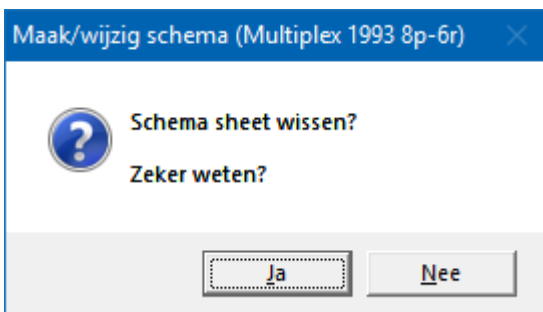 Maak/wijzig schema (Multiplex 1993 8p-6r)
Schema sheet wissen?
Zeker weten?
Ja
Nee